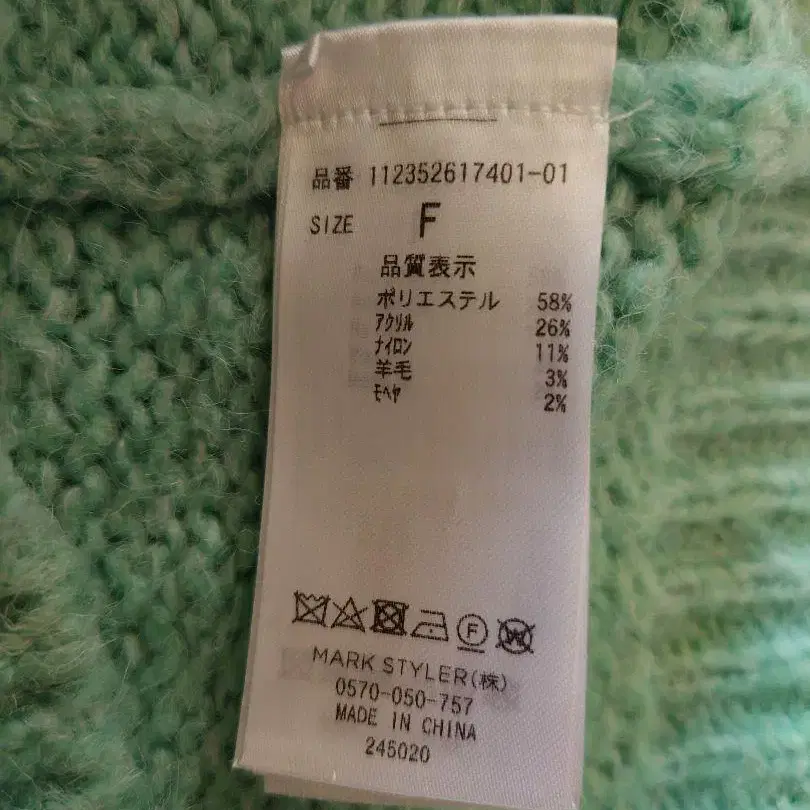 品番 112352617401-01
SIZE F
品質表示
ポリエステル 58%
アクリル 26%
ナイロン 11%
羊毛 3%
モヘヤ 2%
F W
MARK STYLER(株)
0570-050-757
MADE IN CHINA
245020